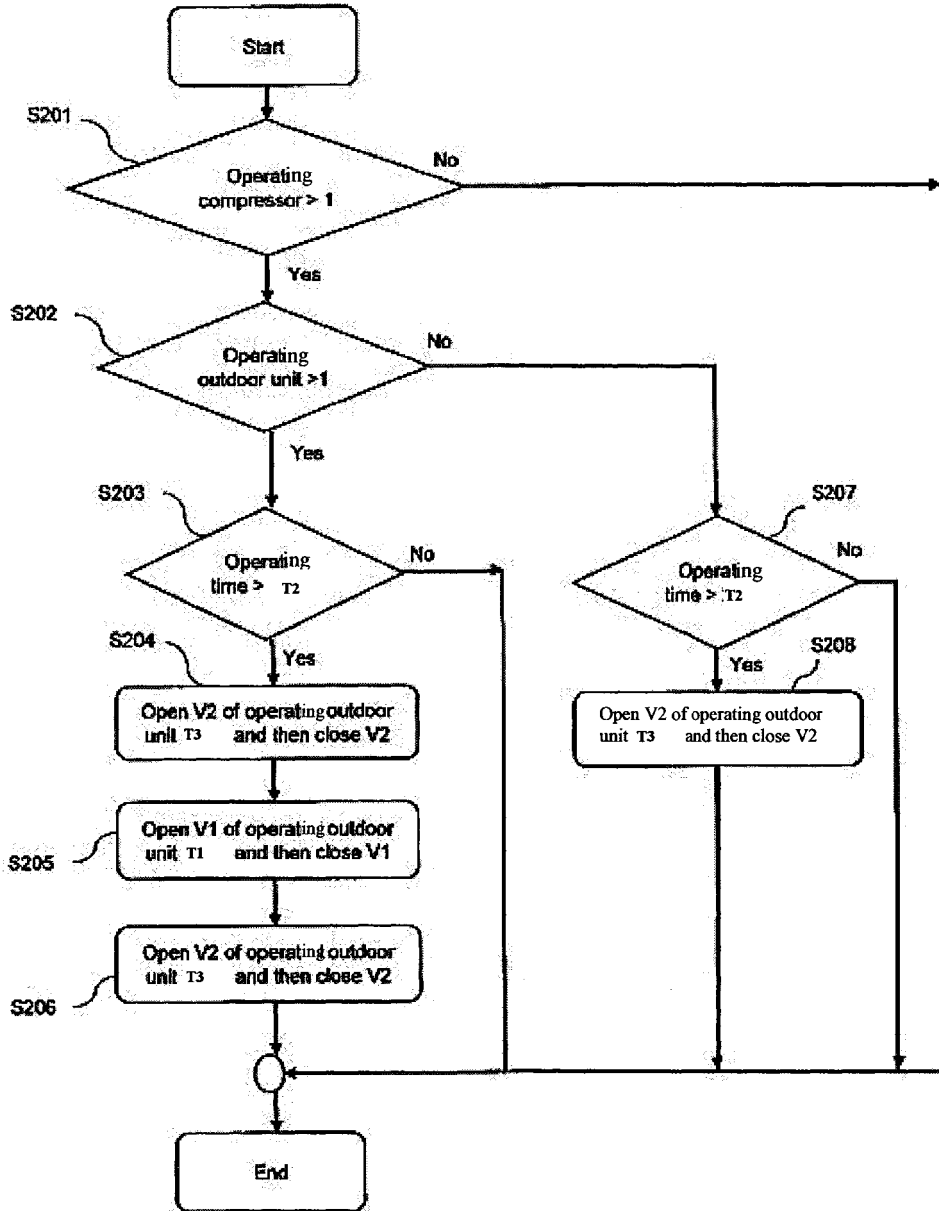 Start
S201
Operating
compressor > 1
No
Yes
S202
Operating
outdoor unit >1
No
Yes
S203
Operating
time > T2
No
Yes
S207
Operating
time > T2
No
Yes
S204
Open V2 of operating outdoor
unit T3 and then close V2
S208
Open V2 of operating outdoor
unit T3 and then close V2
S205
Open V1 of operating outdoor
unit T1 and then close V1
S206
Open V2 of operating outdoor
unit T3 and then close V2
End